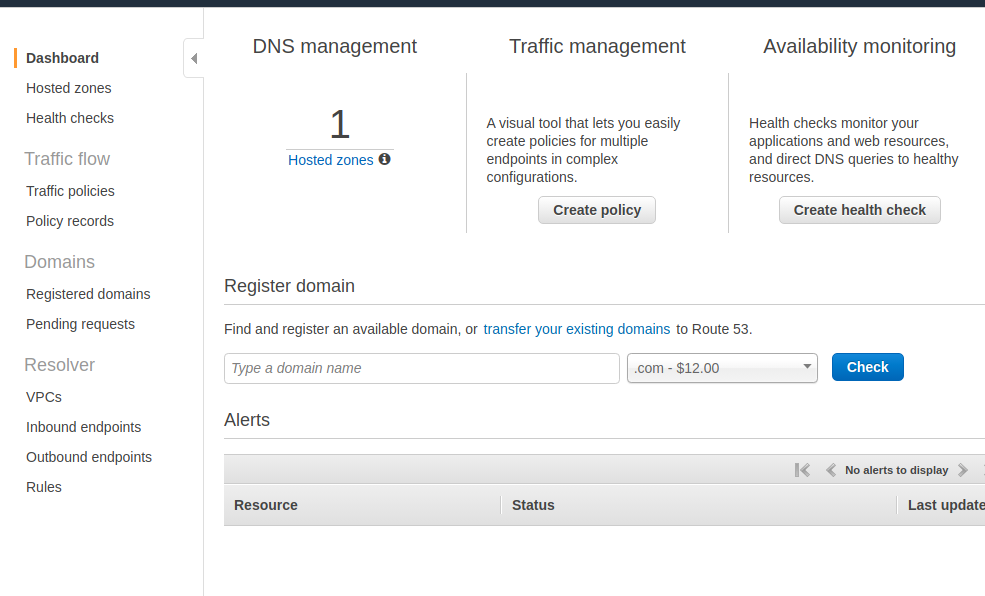 Dashboard
Hosted zones
Health checks
Traffic flow
Traffic policies
Policy records
Domains
Registered domains
Pending requests
Resolver
VPCs
Inbound endpoints
Outbound endpoints
Rules
DNS management
1
Hosted zones
Traffic management
A visual tool that lets you easily
create policies for multiple
endpoints in complex
configurations.
Create policy
Availability monitoring
Health checks monitor your
applications and web resources,
and direct DNS queries to healthy
resources.
Create health check
Register domain
Find and register an available domain, or transfer your existing domains to Route 53.
Type a domain name
.com - $12.00
Check
Alerts
No alerts to display
Resource
Status
Last update